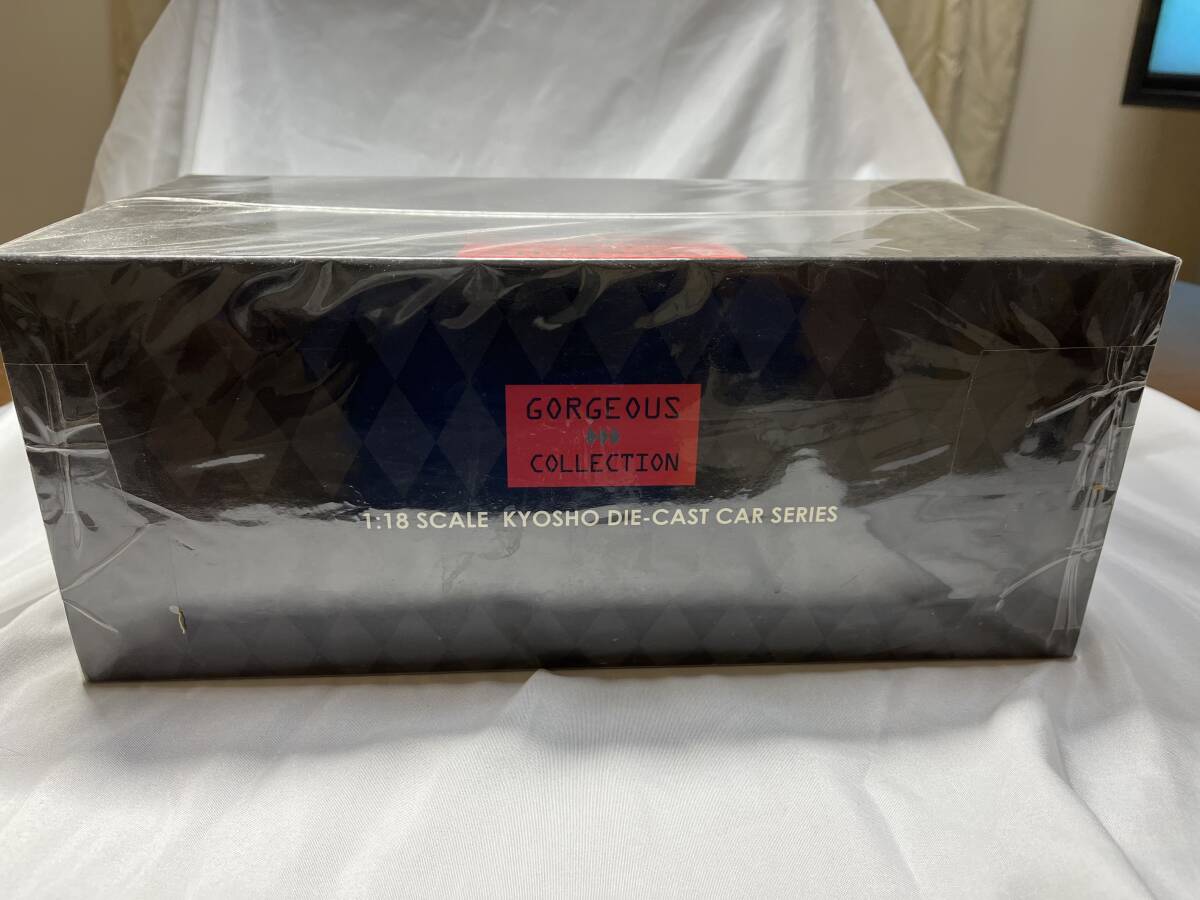 GORGEOUS
COLLECTION
1:18 SCALE KYOSHO DIE-CAST CAR SERIES